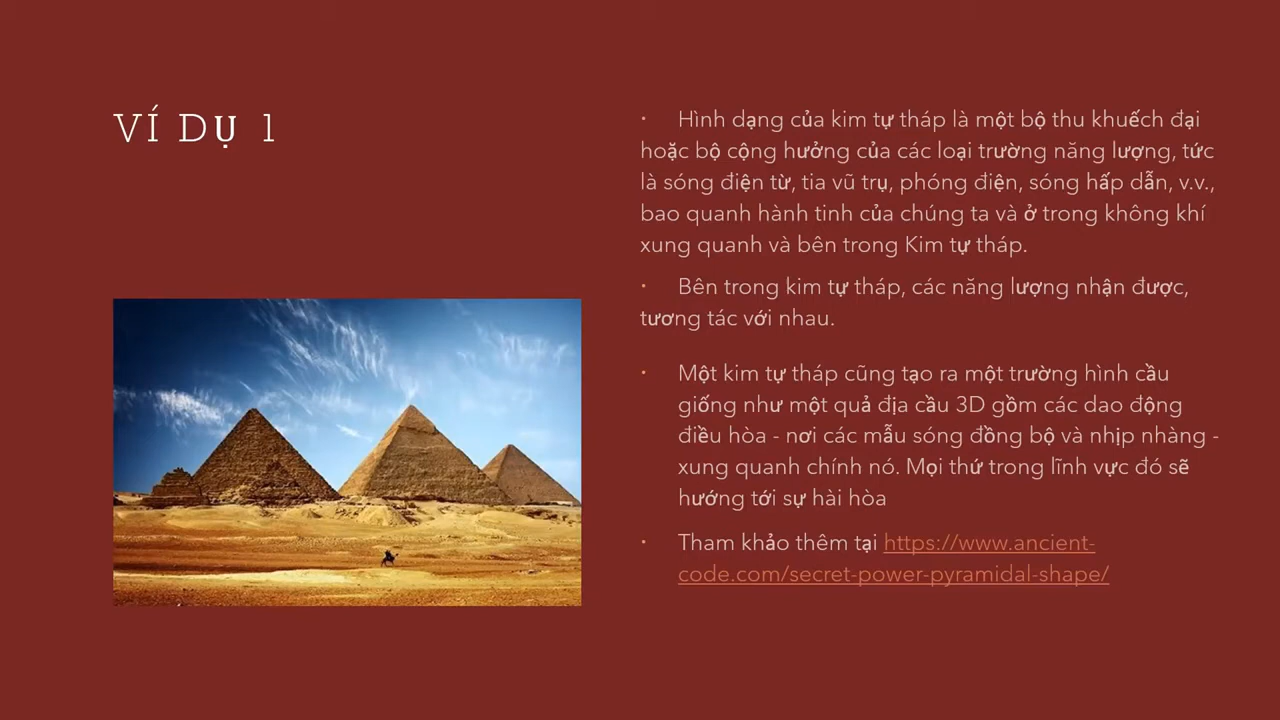 VÍ DỤ 1
• Hình dạng của kim tự tháp là một bộ thu khuếch đại
hoặc bộ cộng hưởng của các loại trường năng lượng, tức
là sóng điện từ, tia vũ trụ, phóng điện, sóng hấp dẫn, v.v.,
bao quanh hành tinh của chúng ta và ở trong không khí
xung quanh và bên trong Kim tự tháp.
• Bên trong kim tự tháp, các năng lượng nhận được,
tương tác với nhau.
• Một kim tự tháp cũng tạo ra một trường hình cầu
giống như một quả địa cầu 3D gồm các dao động
điều hòa - nơi các mẫu sóng đồng bộ và nhịp nhàng -
xung quanh chính nó. Mọi thứ trong lĩnh vực đó sẽ
hướng tới sự hài hòa
• Tham khảo thêm tại https://www.ancient-
code.com/secret-power-pyramidal-shape/